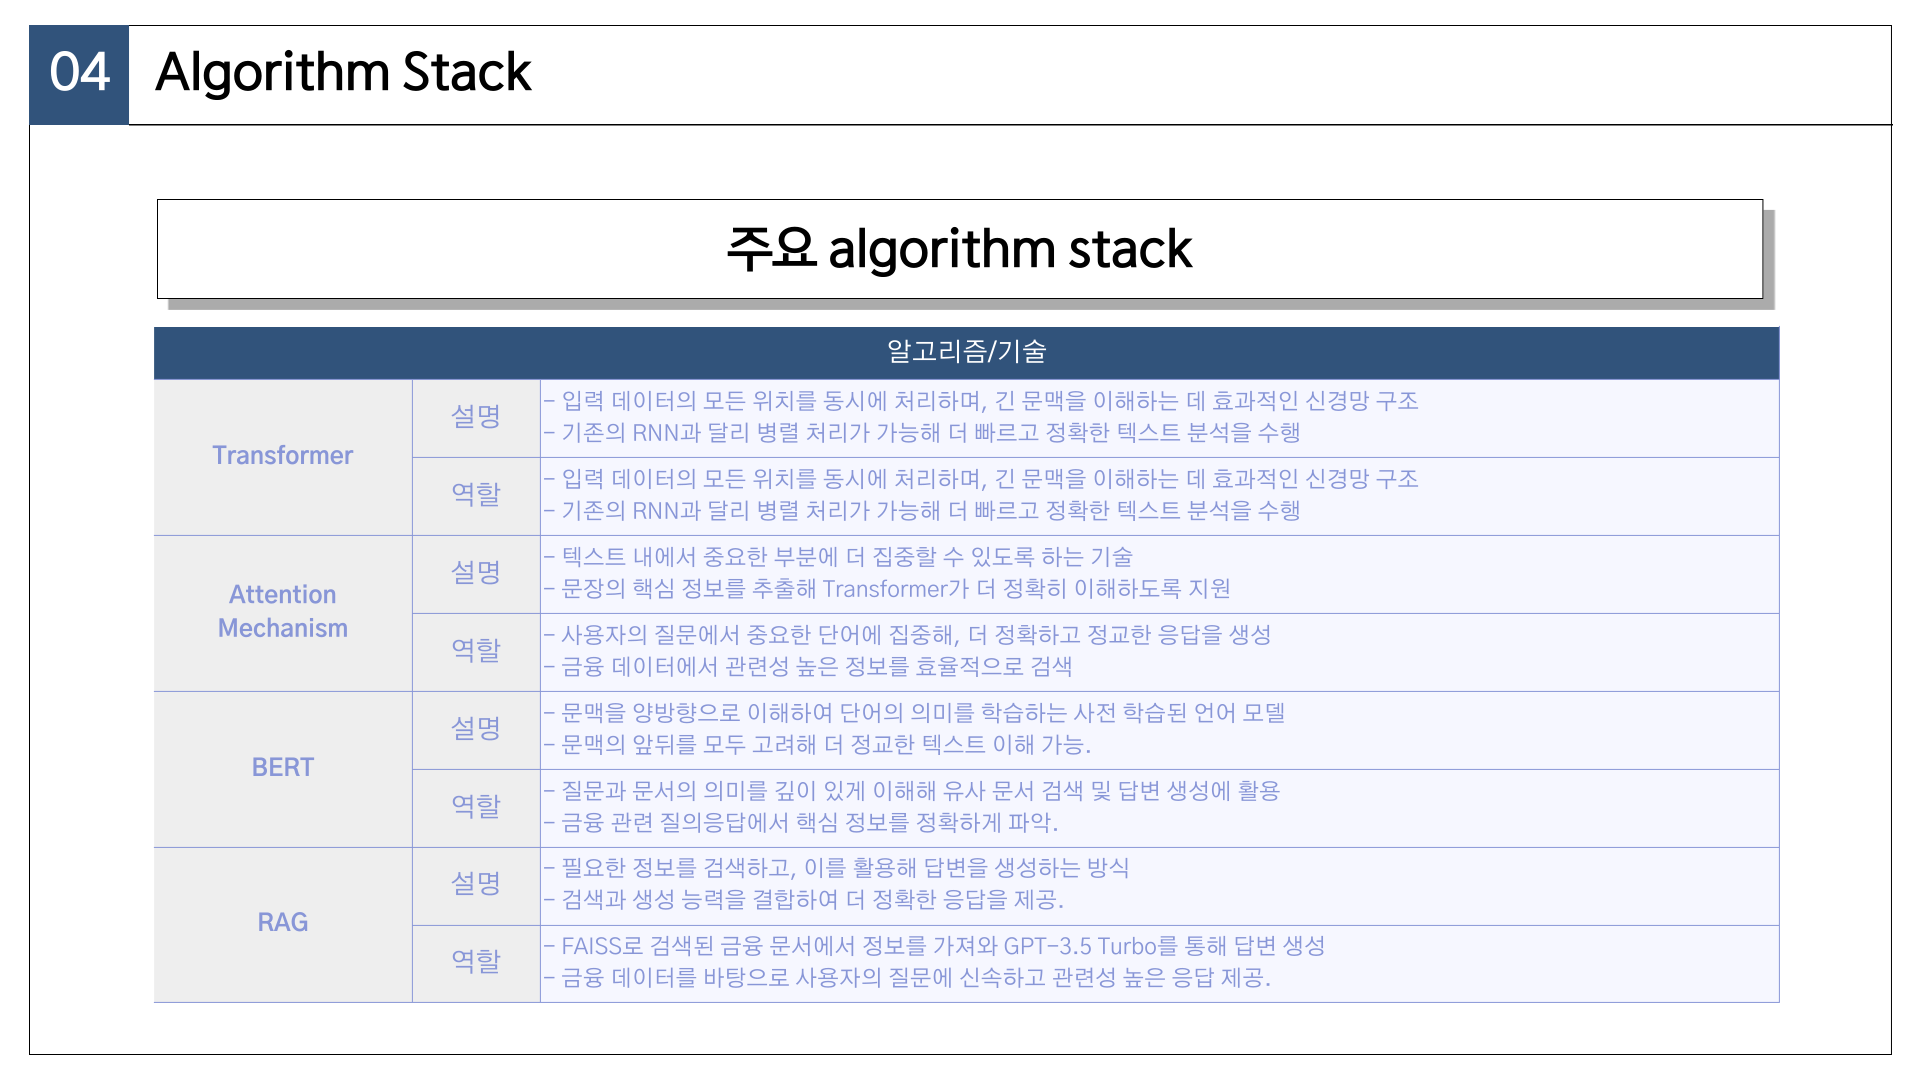 04 Algorithm Stack
주요 algorithm stack
알고리즘/기술
Transformer
설명
- 입력 데이터의 모든 위치를 동시에 처리하며, 긴 문맥을 이해하는 데 효과적인 신경망 구조
- 기존의 RNN과 달리 병렬 처리가 가능해 더 빠르고 정확한 텍스트 분석을 수행
역할
- 입력 데이터의 모든 위치를 동시에 처리하며, 긴 문맥을 이해하는 데 효과적인 신경망 구조
- 기존의 RNN과 달리 병렬 처리가 가능해 더 빠르고 정확한 텍스트 분석을 수행
Attention
Mechanism
설명
- 텍스트 내에서 중요한 부분에 더 집중할 수 있도록 하는 기술
- 문장의 핵심 정보를 추출해 Transformer가 더 정확히 이해하도록 지원
역할
- 사용자의 질문에서 중요한 단어에 집중해, 더 정확하고 정교한 응답을 생성
- 금융 데이터에서 관련성 높은 정보를 효율적으로 검색
BERT
설명
- 문맥을 양방향으로 이해하여 단어의 의미를 학습하는 사전 학습된 언어 모델
- 문맥의 앞뒤를 모두 고려해 더 정교한 텍스트 이해 가능.
역할
- 질문과 문서의 의미를 깊이 있게 이해해 유사 문서 검색 및 답변 생성에 활용
- 금융 관련 질의응답에서 핵심 정보를 정확하게 파악.
RAG
설명
- 필요한 정보를 검색하고, 이를 활용해 답변을 생성하는 방식
- 검색과 생성 능력을 결합하여 더 정확한 응답을 제공.
역할
- FAISS로 검색된 금융 문서에서 정보를 가져와 GPT-3.5 Turbo를 통해 답변 생성
- 금융 데이터를 바탕으로 사용자의 질문에 신속하고 관련성 높은 응답 제공.